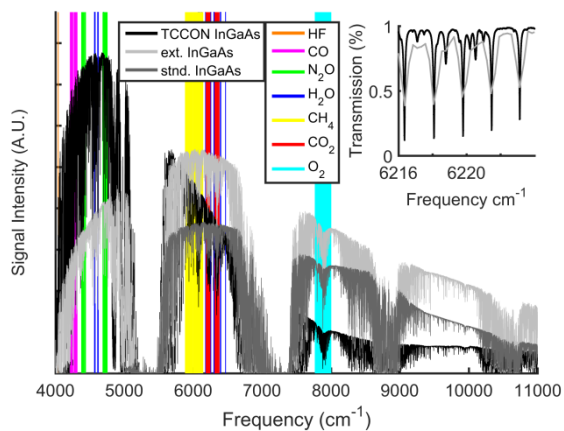 Signal Intensity (A.U.)
TCCON InGaAs
ext. InGaAs
stnd. InGaAs
HF
CO
N₂O
H₂O
CH₄
CO₂
O₂
4000 5000 6000 7000 8000 9000 10000 11000
Frequency (cm⁻¹)
Transmission (%)
1
0.5
0
6216 6220
Frequency cm⁻¹